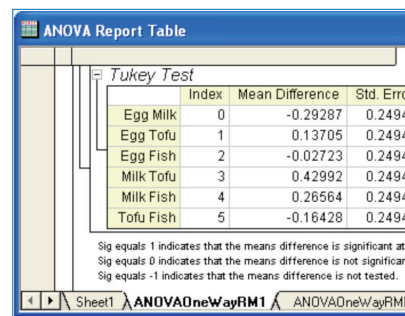 ANOVA Report Table
Tukey Test
Index Mean Difference Std. Erro
Egg Milk 0 -0.29287 0.2494
Egg Tofu 1 0.13705 0.2494
Egg Fish 2 -0.02723 0.2494
Milk Tofu 3 0.42992 0.2494
Milk Fish 4 0.26564 0.2494
Tofu Fish 5 -0.16428 0.2494
Sig equals 1 indicates that the means difference is significant at
Sig equals 0 indicates that the means difference is not significan
Sig equals -1 indicates that the means difference is not tested.
Sheet1 ANOVAOneWayRM1 ANOVAOneWayRM